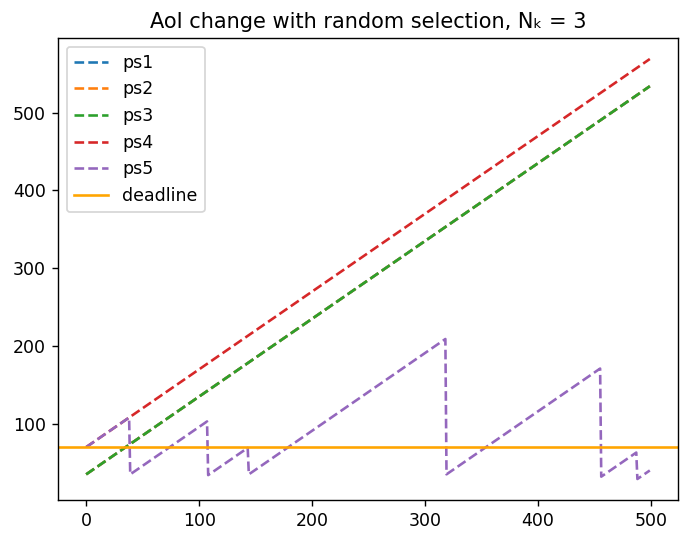 AoI change with random selection, Nₖ = 3
ps1
ps2
ps3
ps4
ps5
deadline
500
400
300
200
100
0
100
200
300
400
500